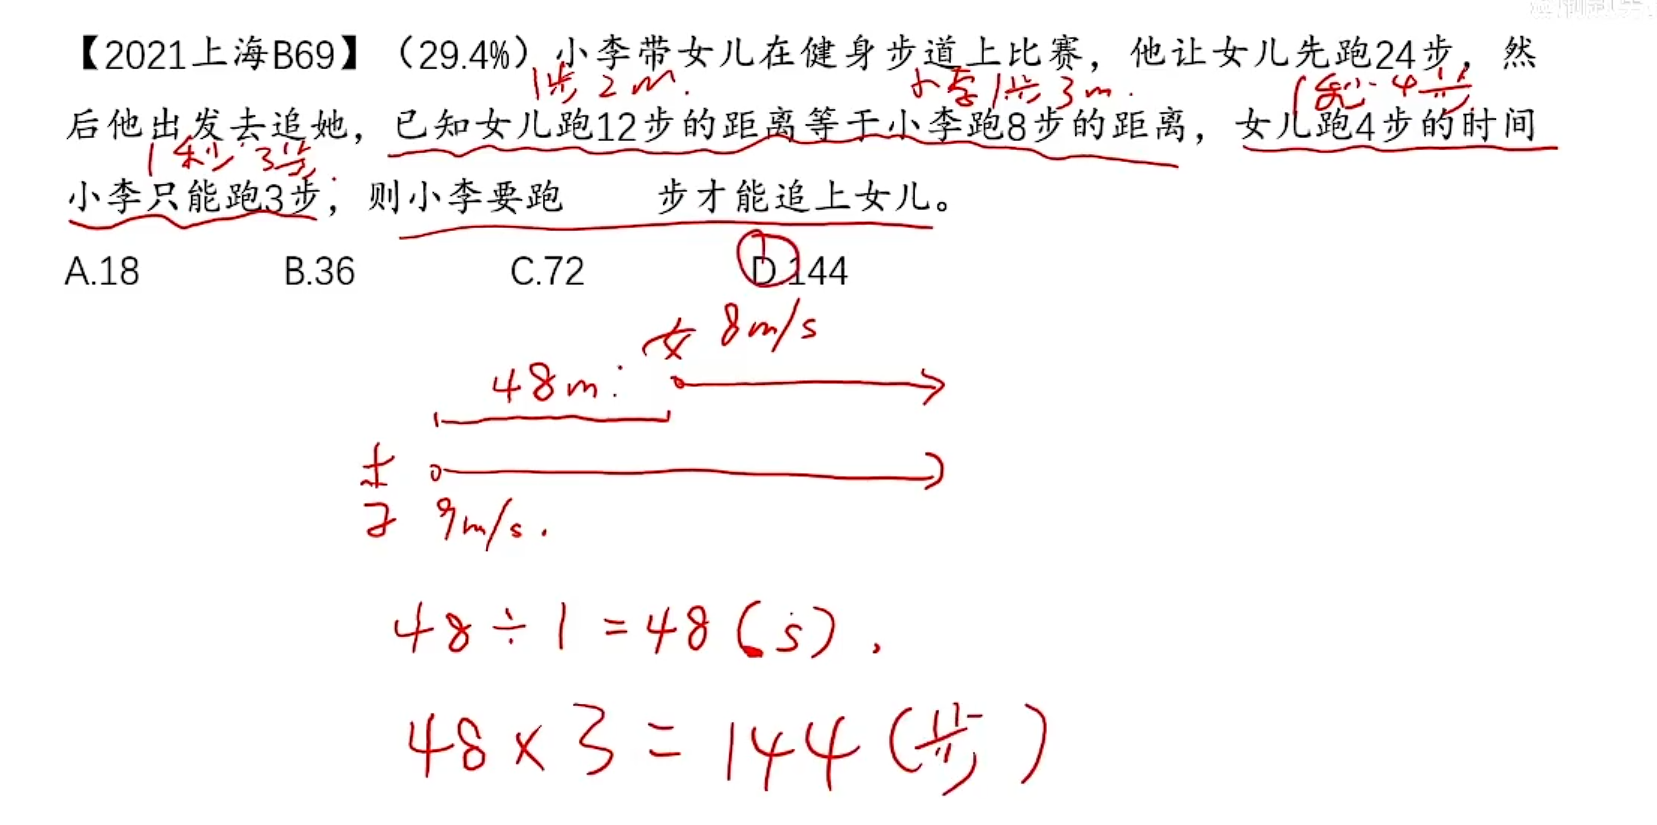 【2021上海B69】（29.4%）小李带女儿在健身步道上比赛，他让女儿先跑24步，然
1步 2m. 小李1步 3m. 1秒 4步
后他出发去追她，已知女儿跑12步的距离等于小李跑8步的距离，女儿跑4步的时间
1秒 3步.
小李只能跑3步，则小李要跑 步才能追上女儿。
A.18 B.36 C.72 D.144
女 8m/s
48m
李
9m/s.
48÷1=48(s).
48×3=144(步)